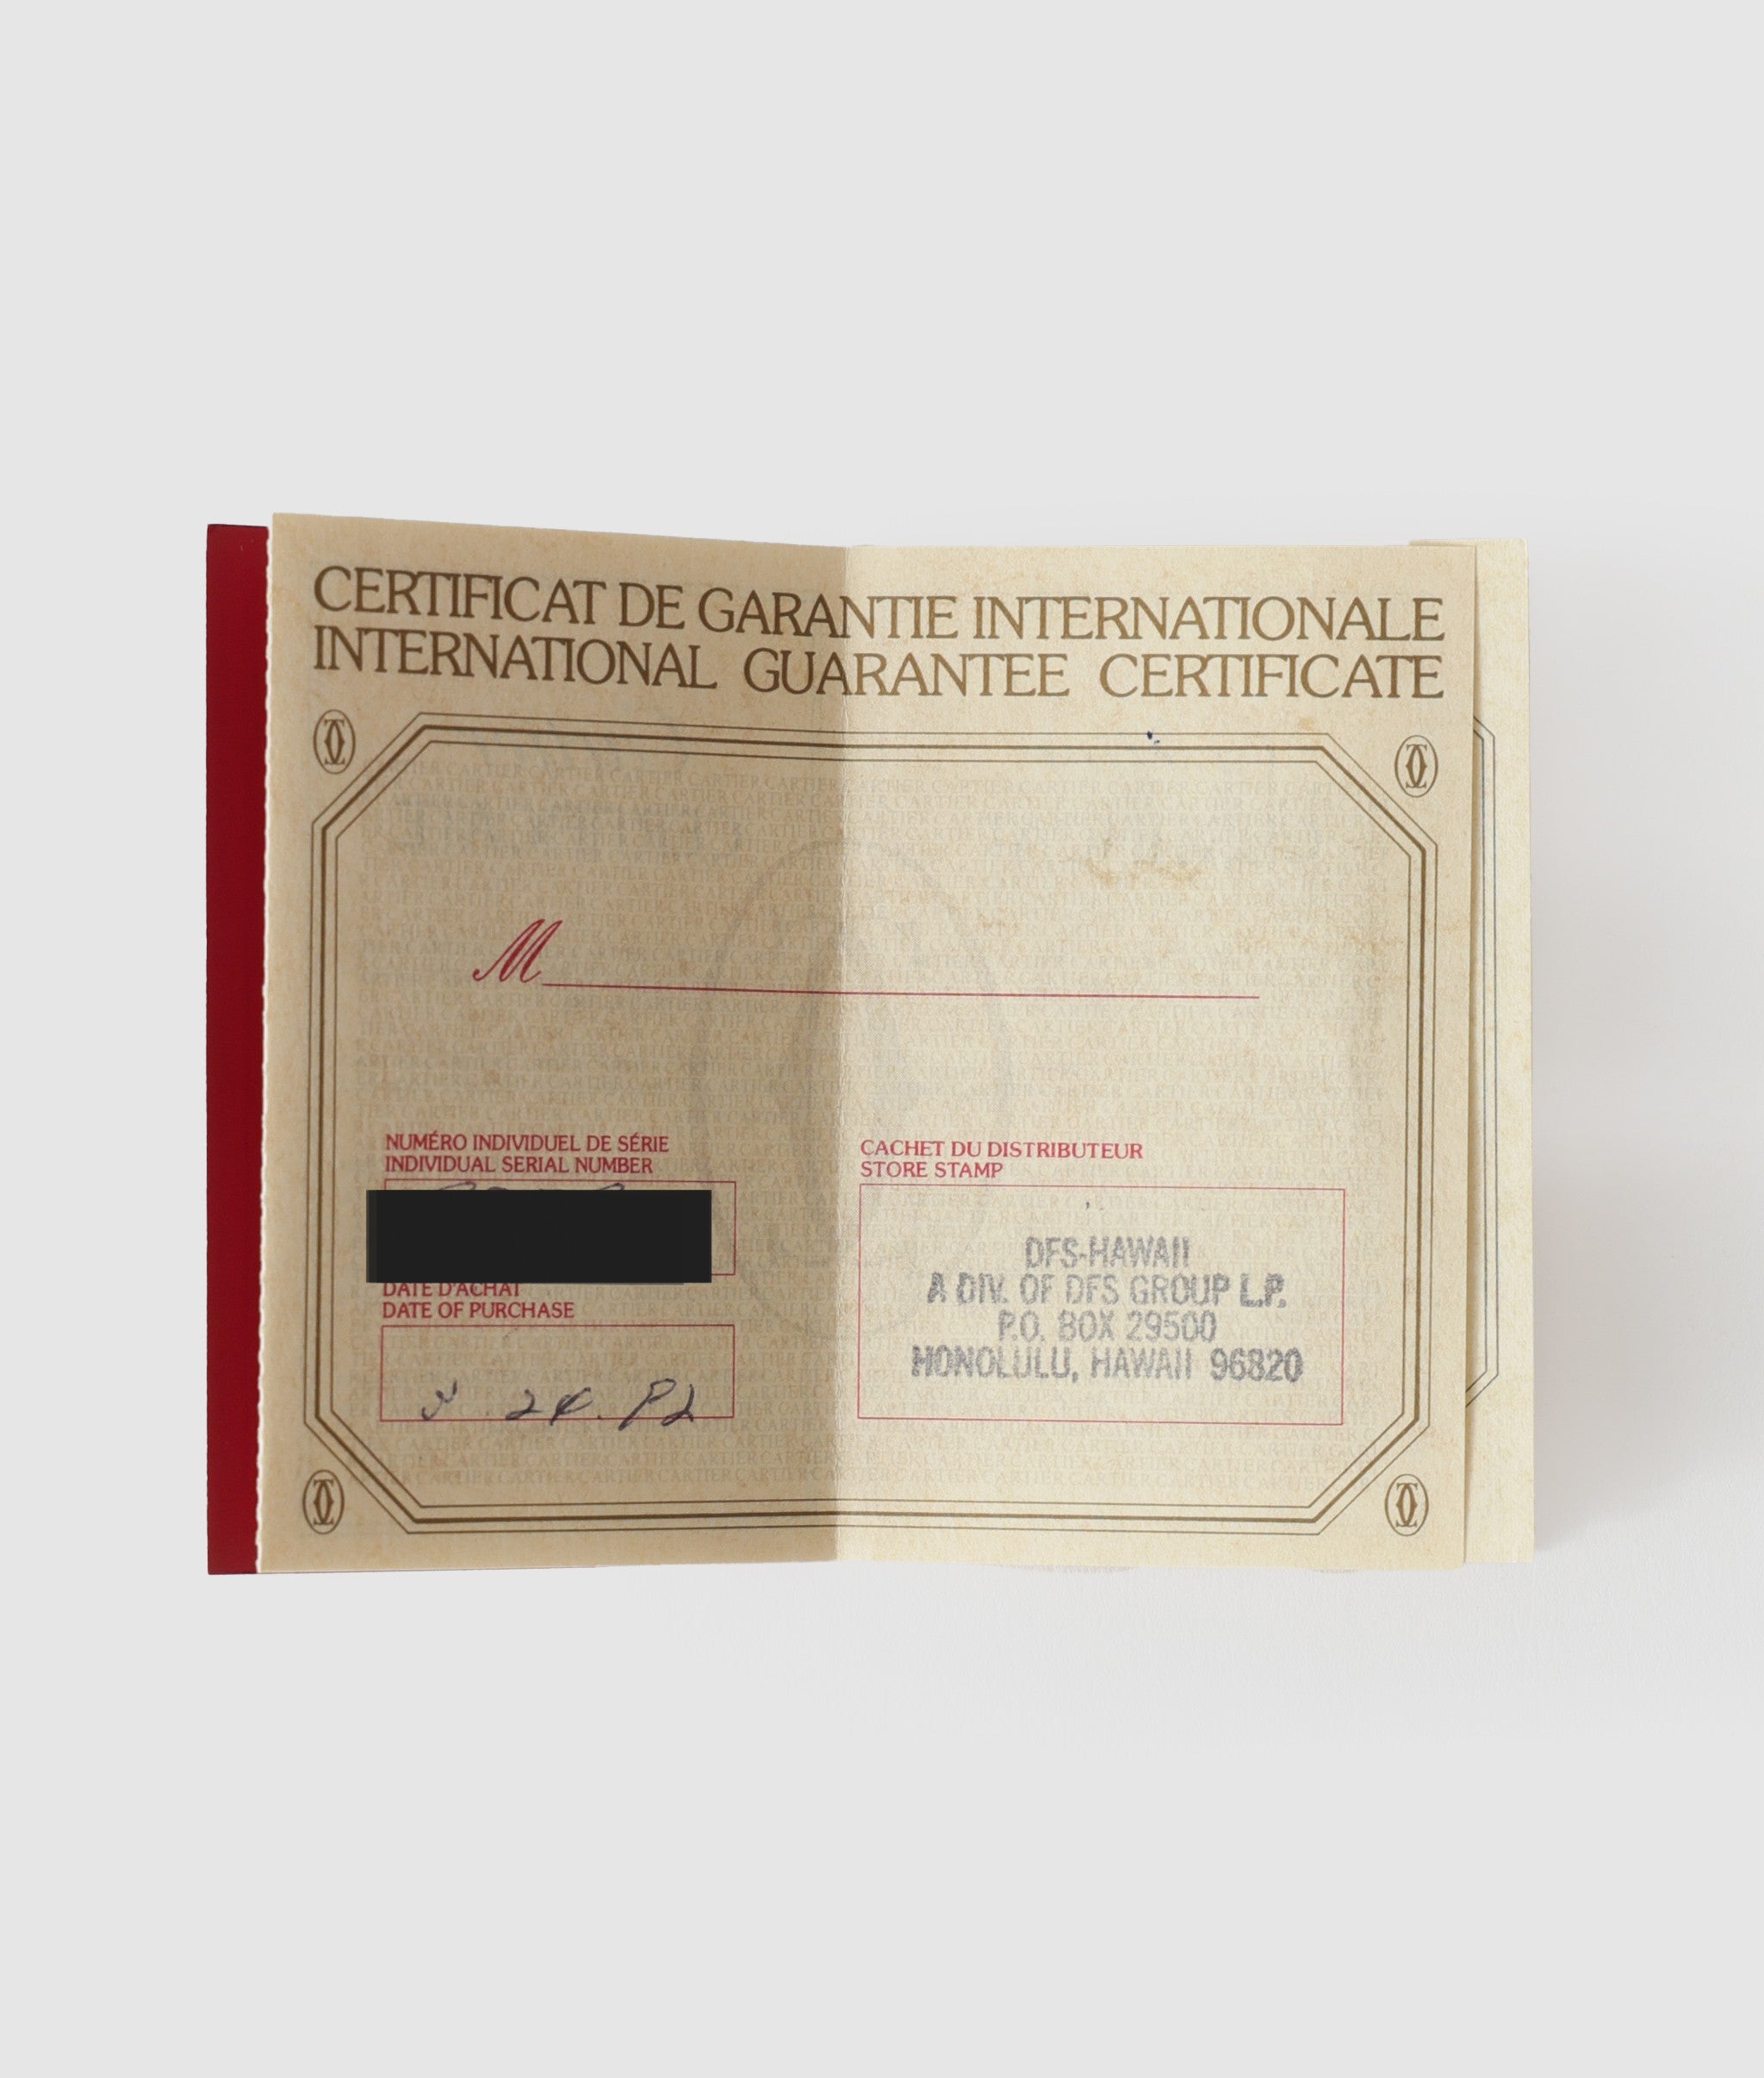 CERTIFICAT DE GARANTIE INTERNATIONALE
INTERNATIONAL GUARANTEE CERTIFICATE
M
NUMÉRO INDIVIDUEL DE SÉRIE
INDIVIDUAL SERIAL NUMBER
DATE D'ACHAT
DATE OF PURCHASE
CACHET DU DISTRIBUTEUR
STORE STAMP
DFS-HAWAII
A DIV. OF DFS GROUP L.P.
P.O. BOX 29500
HONOLULU, HAWAII 96820